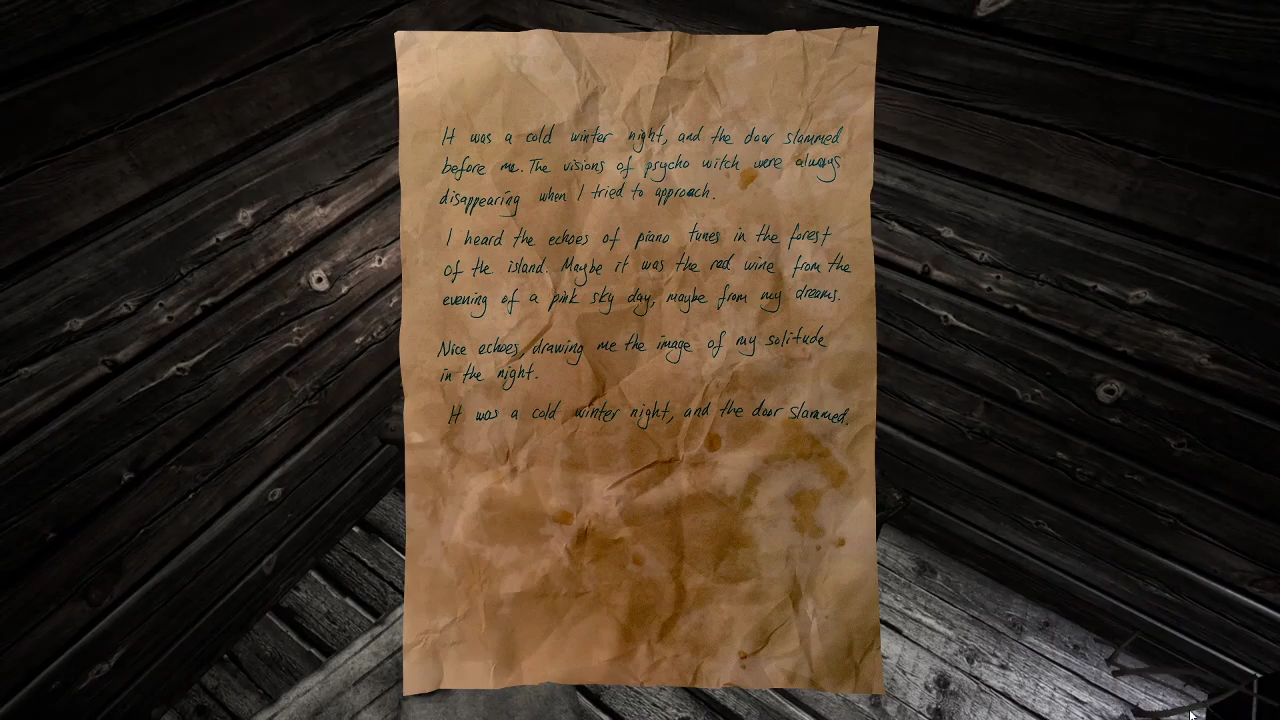 It was a cold winter night, and the door slammed
before me. The visions of psycho witch were always
disappearing when I tried to approach.
I heard the echoes of piano tunes in the forest
of the island. Maybe it was the red wine from the
evening of a pink sky day, maybe from my dreams.
Nice echoes, drawing me the image of my solitude
in the night.
It was a cold winter night, and the door slammed.